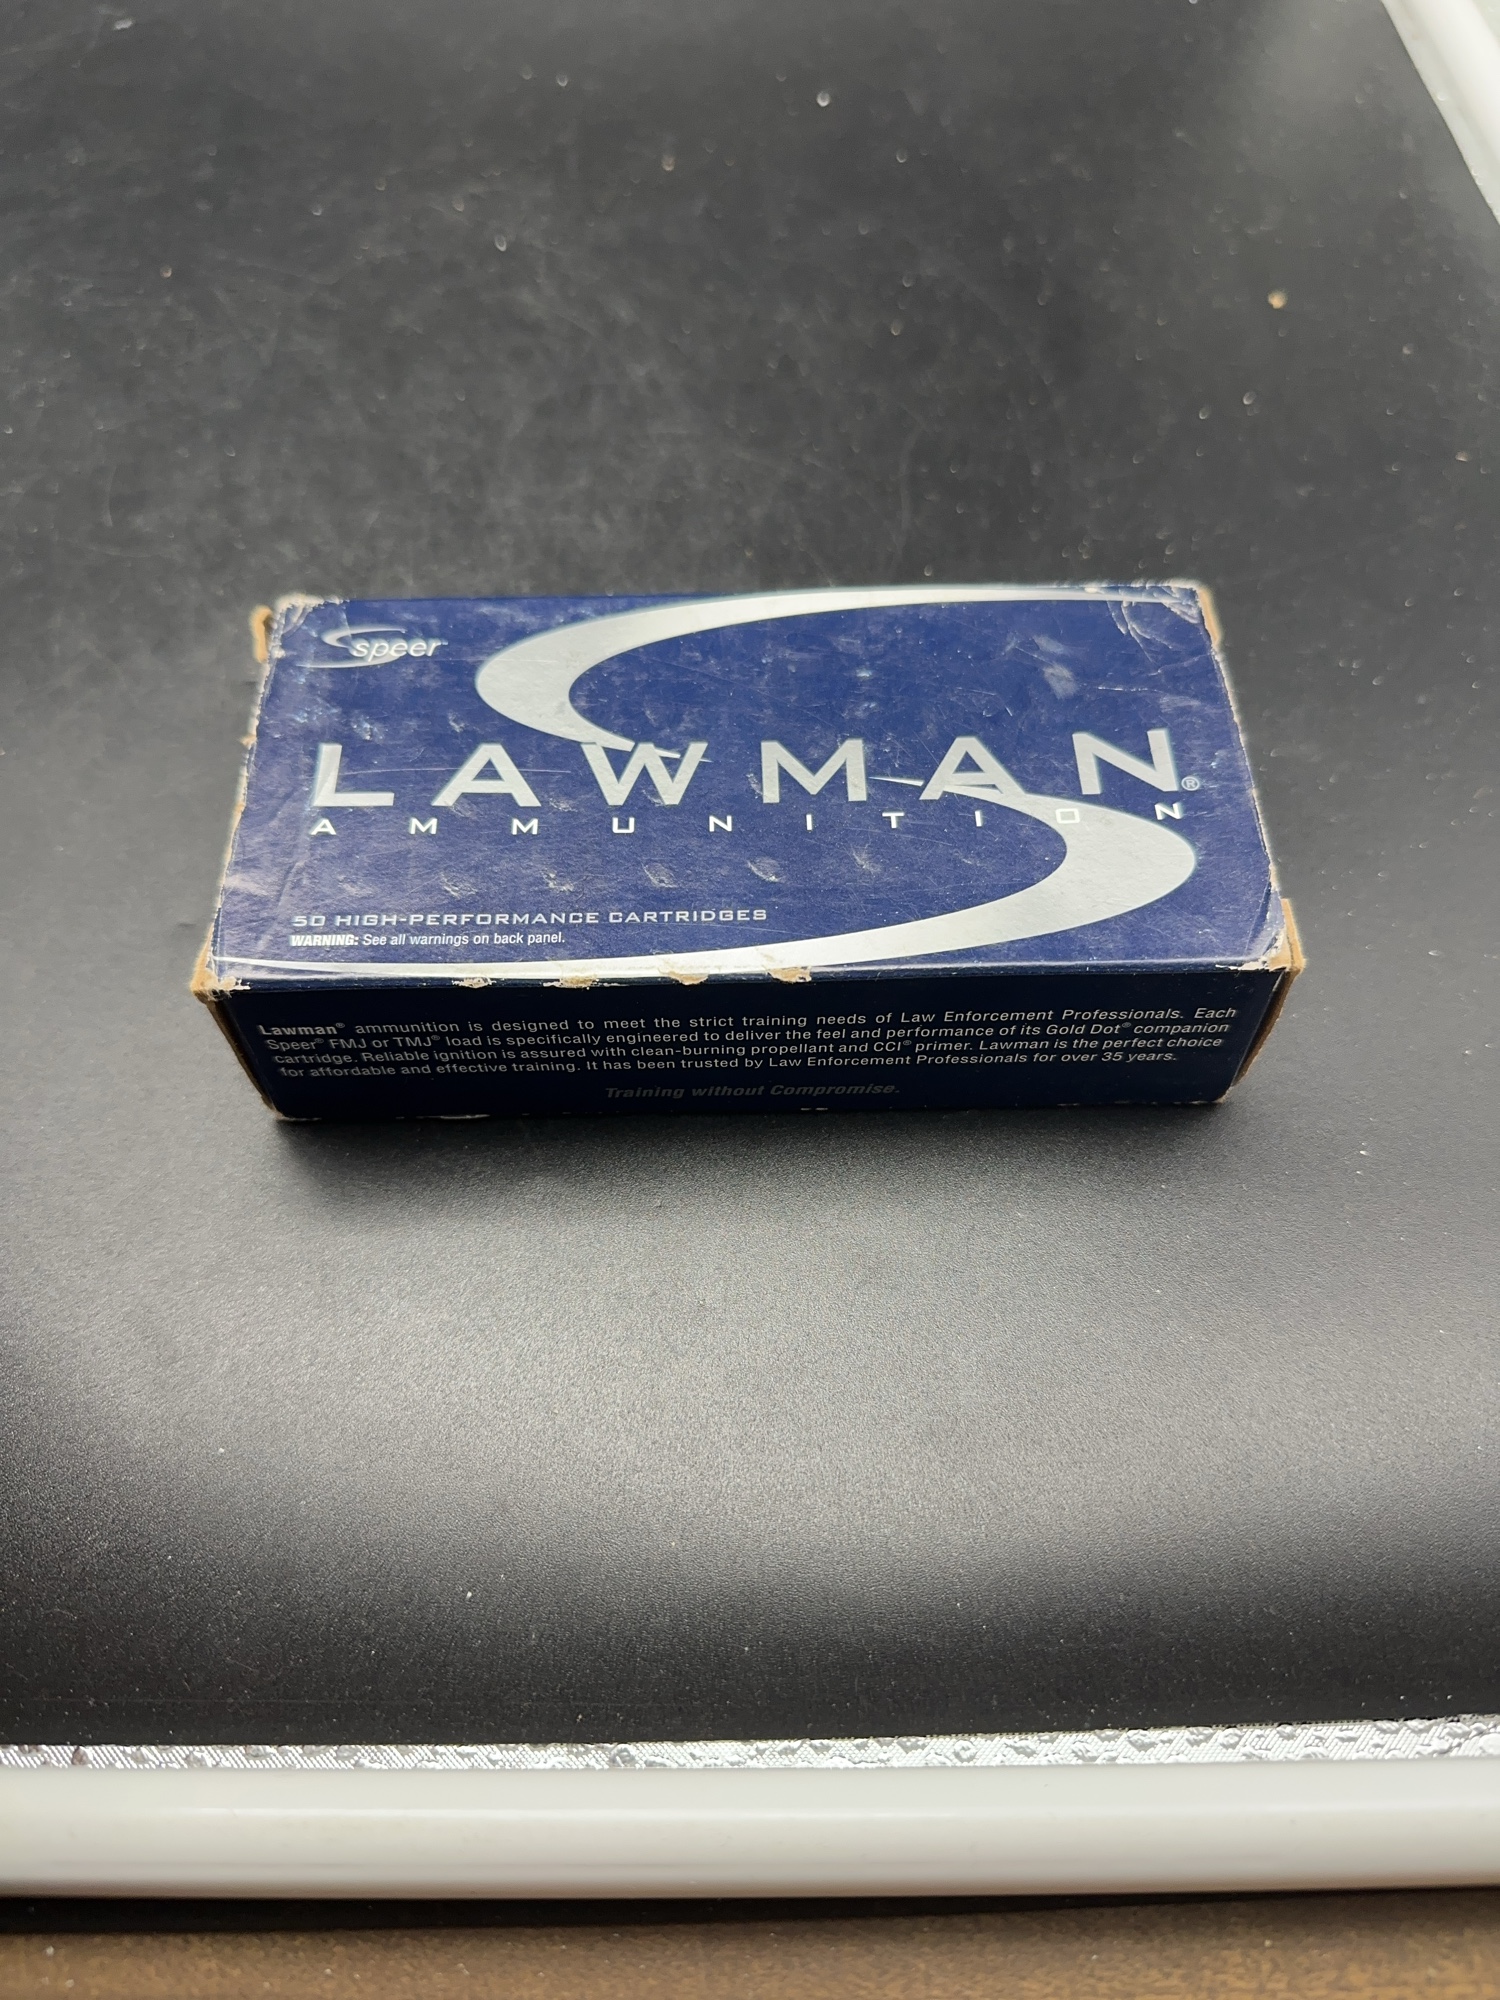 speer
LAWMAN®
AMMUNITION
50 HIGH-PERFORMANCE CARTRIDGES
WARNING: See all warnings on back panel.
Lawman® ammunition is designed to meet the strict training needs of Law Enforcement Professionals. Each
Speer® FMJ or TMJ® load is specifically engineered to deliver the feel and performance of its Gold Dot® companion
cartridge. Reliable ignition is assured with clean-burning propellant and CCI® primer. Lawman is the perfect choice
for affordable and effective training. It has been trusted by Law Enforcement Professionals for over 35 years.
Training without Compromise.